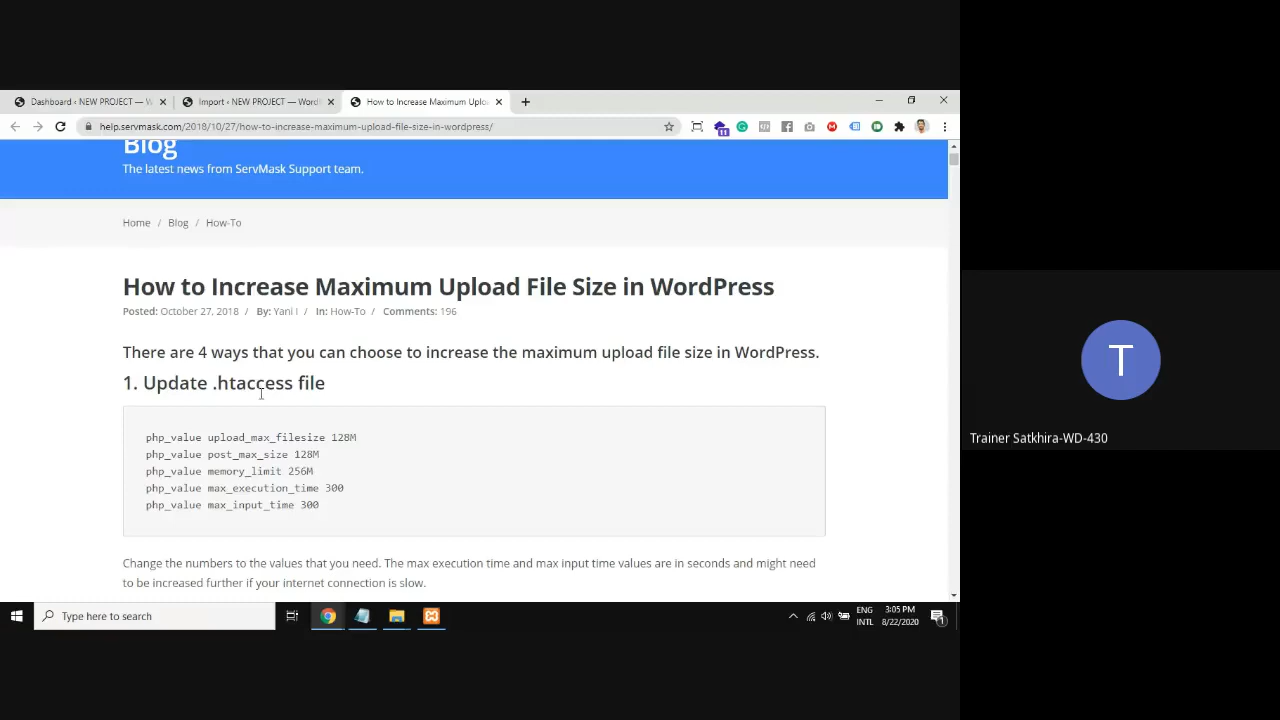 Dashboard ‹ NEW PROJECT — W
Import ‹ NEW PROJECT — WordP
How to Increase Maximum Uplo
help.servmask.com/2018/10/27/how-to-increase-maximum-upload-file-size-in-wordpress/
11
Blog
The latest news from ServMask Support team.
Home / Blog / How-To
How to Increase Maximum Upload File Size in WordPress
Posted: October 27, 2018 / By: Yani I / In: How-To / Comments: 196
There are 4 ways that you can choose to increase the maximum upload file size in WordPress.
1. Update .htaccess file
php_value upload_max_filesize 128M
php_value post_max_size 128M
php_value memory_limit 256M
php_value max_execution_time 300
php_value max_input_time 300
Change the numbers to the values that you need. The max execution time and max input time values are in seconds and might need
to be increased further if your internet connection is slow.
T
Trainer Satkhira-WD-430
Type here to search
ENG
INTL
3:05 PM
8/22/2020
1